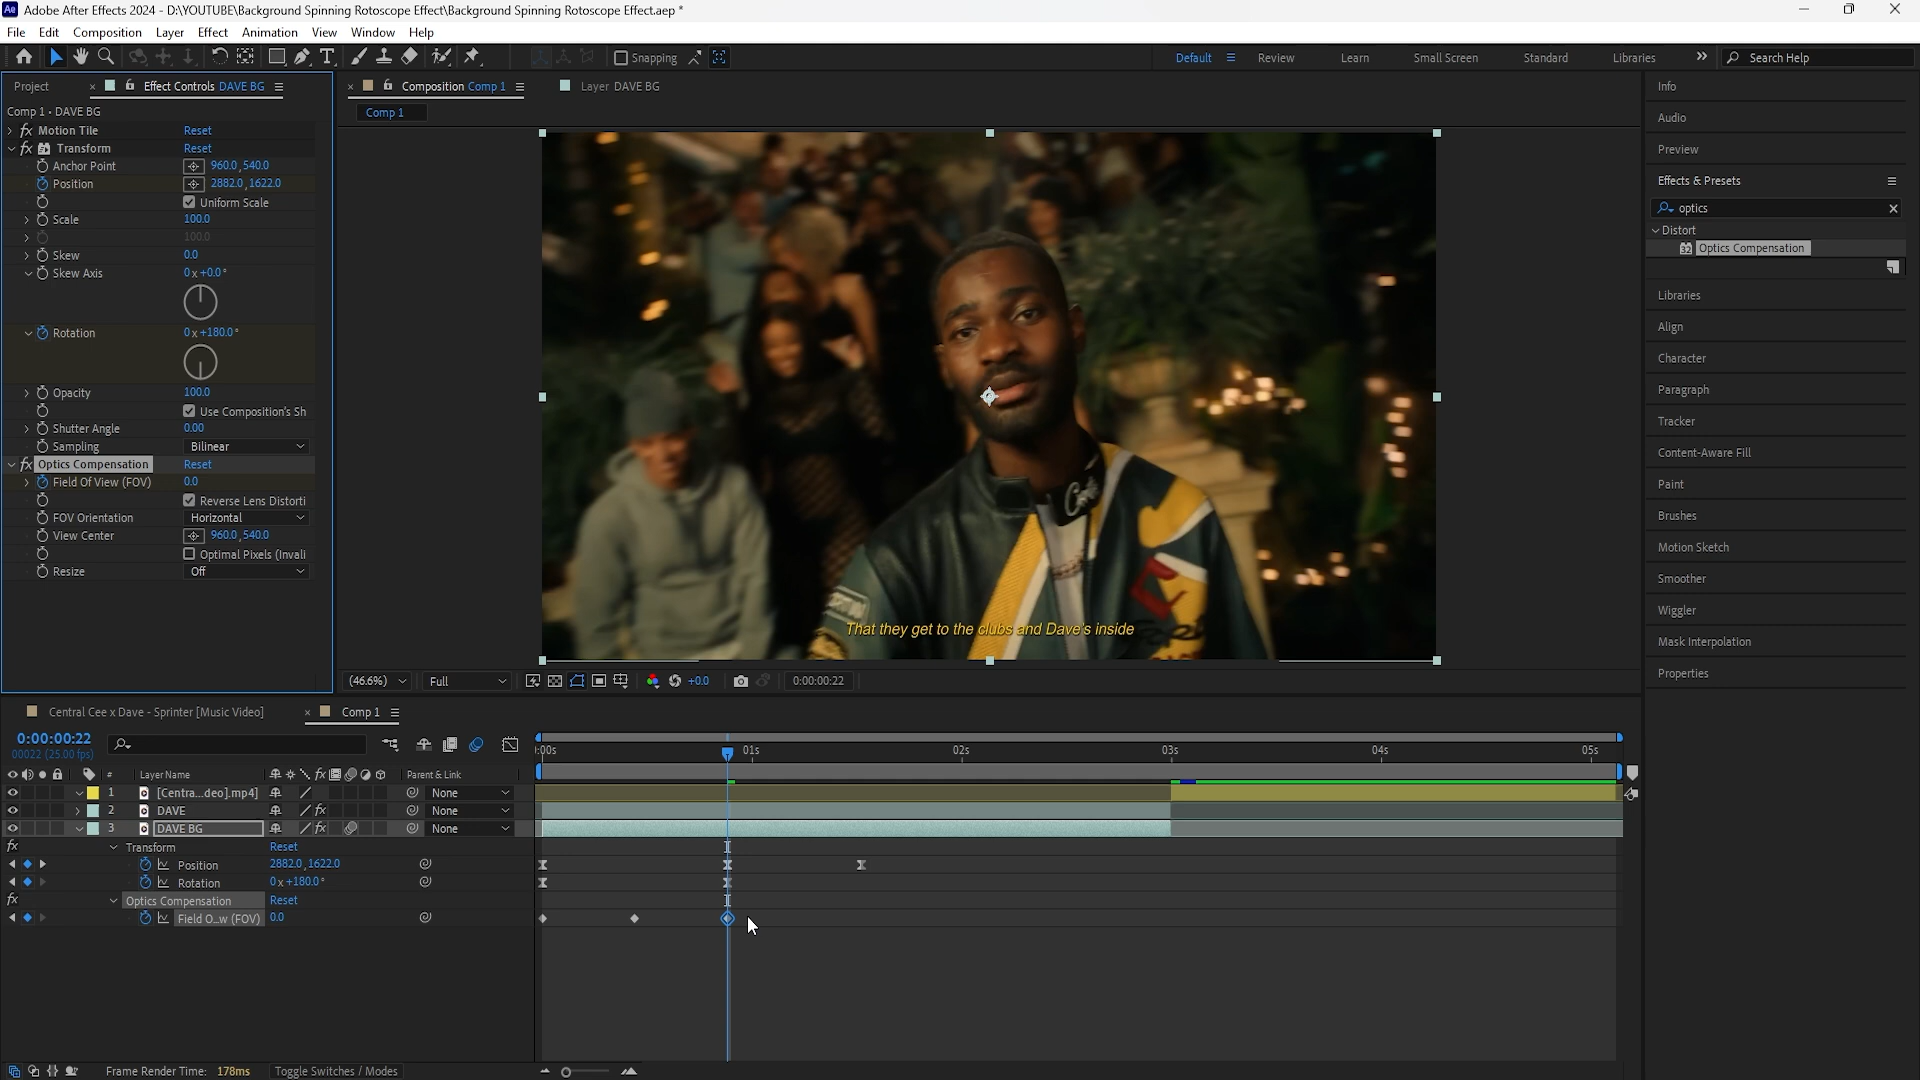 Adobe After Effects 2024 - D:\YOUTUBE\Background Spinning Rotoscope Effect\Background Spinning Rotoscope Effect.aep *
File Edit Composition Layer Effect Animation View Window Help
Snapping
Default Review Learn Small Screen Standard Libraries Search Help
Project Effect Controls DAVE BG
Composition Comp 1 Layer DAVE BG
Comp 1 • DAVE BG
Comp 1
fx Motion Tile Reset
fx Transform Reset
Anchor Point 960.0, 540.0
Position 2882.0, 1622.0
Uniform Scale
Scale 100.0
100.0
Skew 0.0
Skew Axis 0x+0.0°
Rotation 0x+180.0°
Opacity 100.0
Use Composition's Sh
Shutter Angle 0.00
Sampling Bilinear
fx Optics Compensation Reset
Field Of View (FOV) 0.0
Reverse Lens Distorti
FOV Orientation Horizontal
View Center 960.0, 540.0
Optimal Pixels (Invali
Resize Off
That they get to the clubs and Dave's inside
(46.6%) Full +0.0 0:00:00:22
Info
Audio
Preview
Effects & Presets
optics
Distort
32 Optics Compensation
Libraries
Align
Character
Paragraph
Tracker
Content-Aware Fill
Paint
Brushes
Motion Sketch
Smoother
Wiggler
Mask Interpolation
Properties
Central Cee x Dave - Sprinter [Music Video] Comp 1
0:00:00:22
00022 (25.00 fps)
:00s 01s 02s 03s 04s 05s
# Layer Name fx Parent & Link
1 [Centra...deo].mp4] None
2 DAVE fx None
3 DAVE BG fx None
fx Transform Reset
Position 2882.0, 1622.0
Rotation 0x+180.0°
fx Optics Compensation Reset
Field O...w (FOV) 0.0
Frame Render Time: 178ms Toggle Switches / Modes